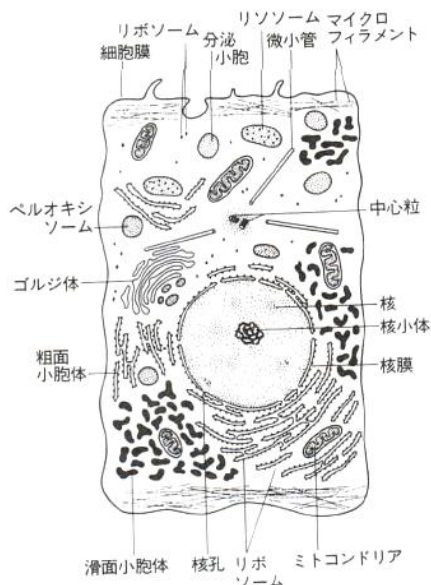 リボソーム
細胞膜
分泌
小胞
リソソーム
微小管
マイクロ
フィラメント
ペルオキシ
ソーム
中心粒
ゴルジ体
核
核小体
粗面
小胞体
核膜
滑面小胞体
核孔
リボ
ソーム
ミトコンドリア